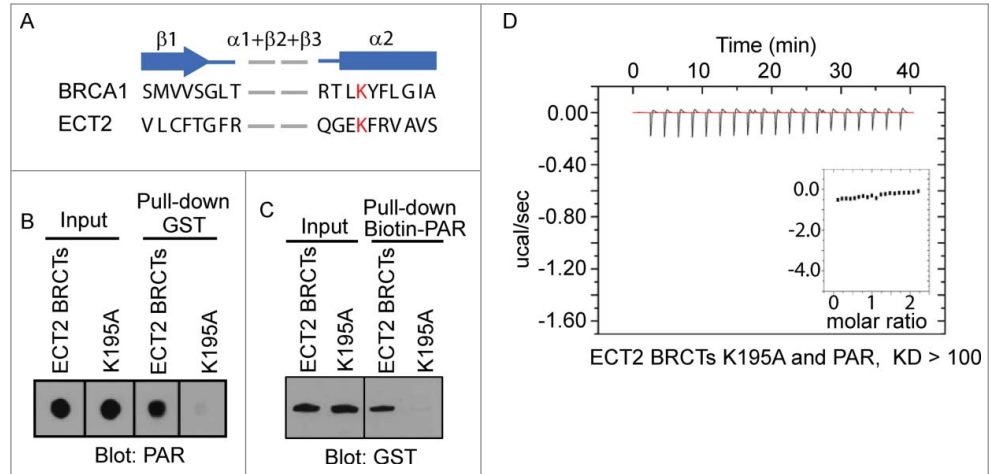 A
β1 α1+β2+β3 α2
BRCA1 SMVVSGLT RTLKYFLGIA
ECT2 VLCFTGFR QGEKFRVAVS
B
Input
Pull-down
GST
ECT2 BRCTs
K195A
ECT2 BRCTs
K195A
Blot: PAR
C
Input
Pull-down
Biotin-PAR
ECT2 BRCTs
K195A
ECT2 BRCTs
K195A
Blot: GST
D
Time (min)
0 10 20 30 40
0.00
-0.40
-0.80
-1.20
-1.60
ucal/sec
0.0
-2.0
-4.0
0 1 2
molar ratio
ECT2 BRCTs K195A and PAR, KD > 100